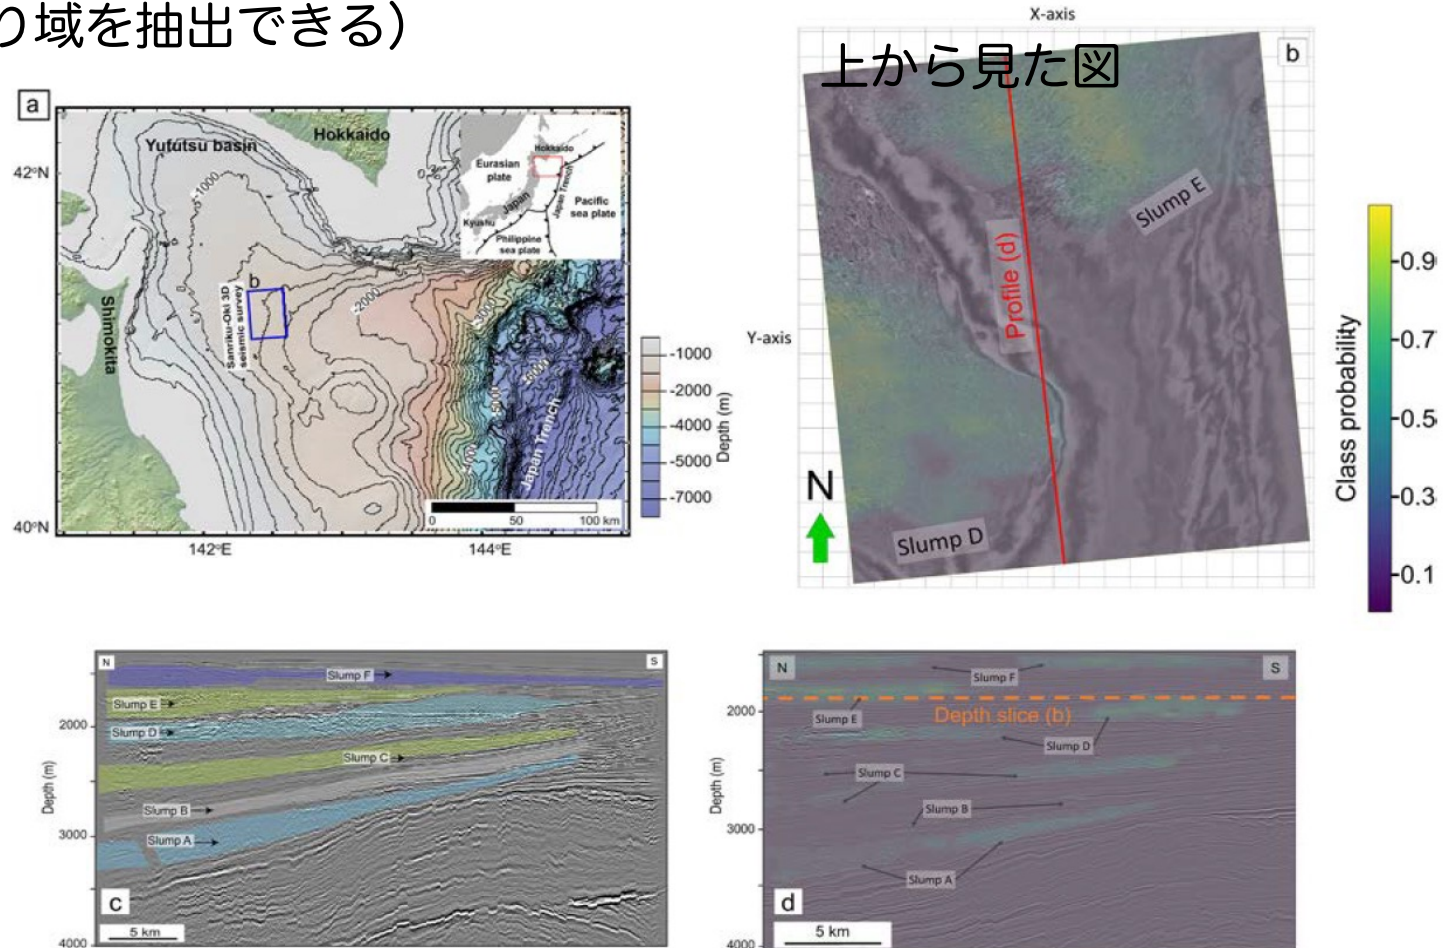 り域を抽出できる）
a
Yufutsu basin
Hokkaido
Hokkaido
Eurasian
plate
Japan
Japan Trench
Pacific
sea plate
Kyushu
Philippine
sea plate
42°N
-1000
-2000
b
Sanriku-Oki 3D
seismic survey
Shimokita
Japan Trench
-1000
-2000
-4000
-5000
-7000
Depth (m)
0
50
100 km
40°N
142°E
144°E
X-axis
上から見た図
b
Slump E
Profile (d)
Y-axis
N
Slump D
Class probability
0.9
0.7
0.5
0.3
0.1
N
S
Slump F
Slump E
2000
Slump D
Slump C
Depth (m)
Slump B
3000
Slump A
c
5 km
4000
N
S
Slump F
2000
Slump E
Depth slice (b)
Slump D
Slump C
Depth (m)
Slump B
3000
Slump A
d
5 km
4000